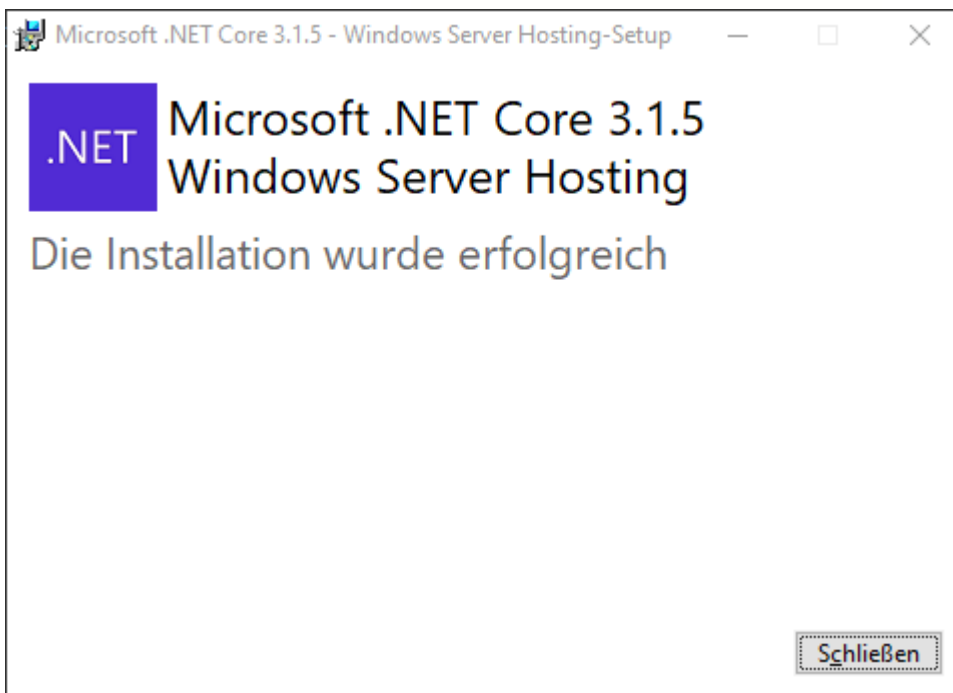 Microsoft .NET Core 3.1.5 - Windows Server Hosting-Setup
.NET
Microsoft .NET Core 3.1.5
Windows Server Hosting
Die Installation wurde erfolgreich
Schließen